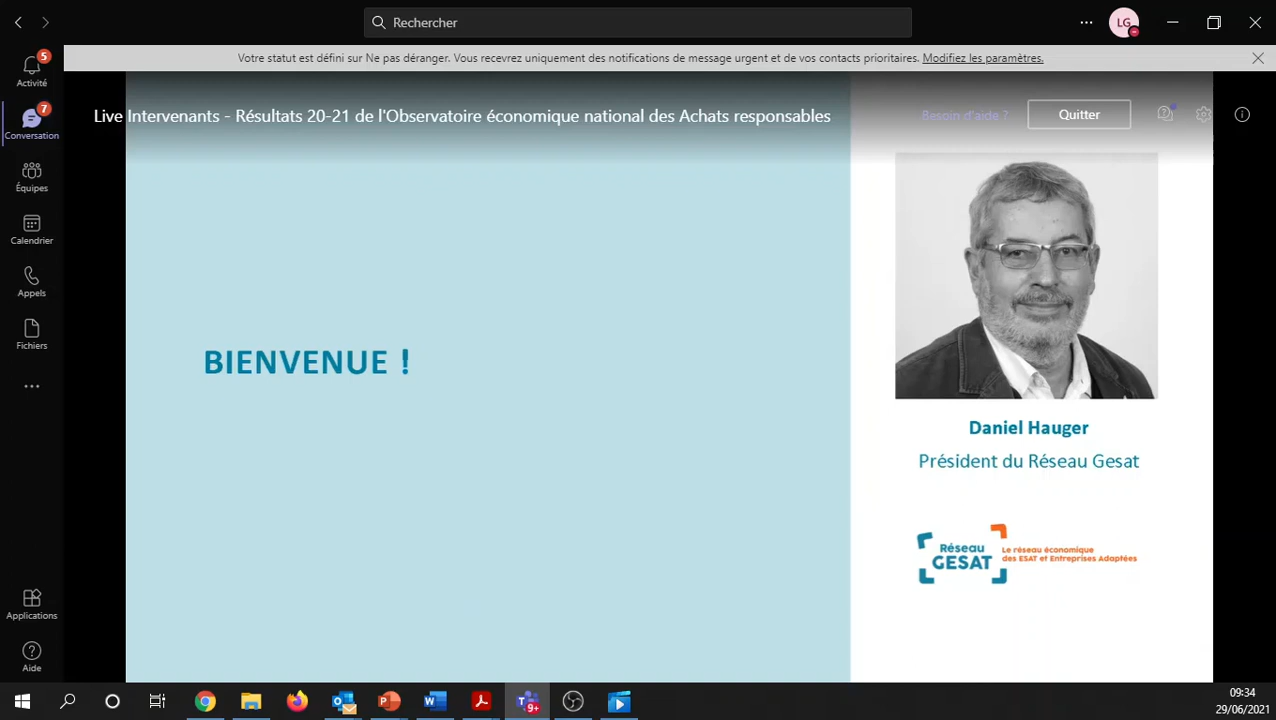 Rechercher
LG
Votre statut est défini sur Ne pas déranger. Vous recevrez uniquement des notifications de message urgent et de vos contacts prioritaires. Modifiez les paramètres.
5
Activité
7
Conversation
Équipes
Calendrier
Appels
Fichiers
Applications
Aide
Live Intervenants - Résultats 20-21 de l'Observatoire économique national des Achats responsables
Besoin d'aide ?
Quitter
BIENVENUE !
Daniel Hauger
Président du Réseau Gesat
Réseau
GESAT
Le réseau économique
des ESAT et Entreprises Adaptées
9+
09:34
29/06/2021